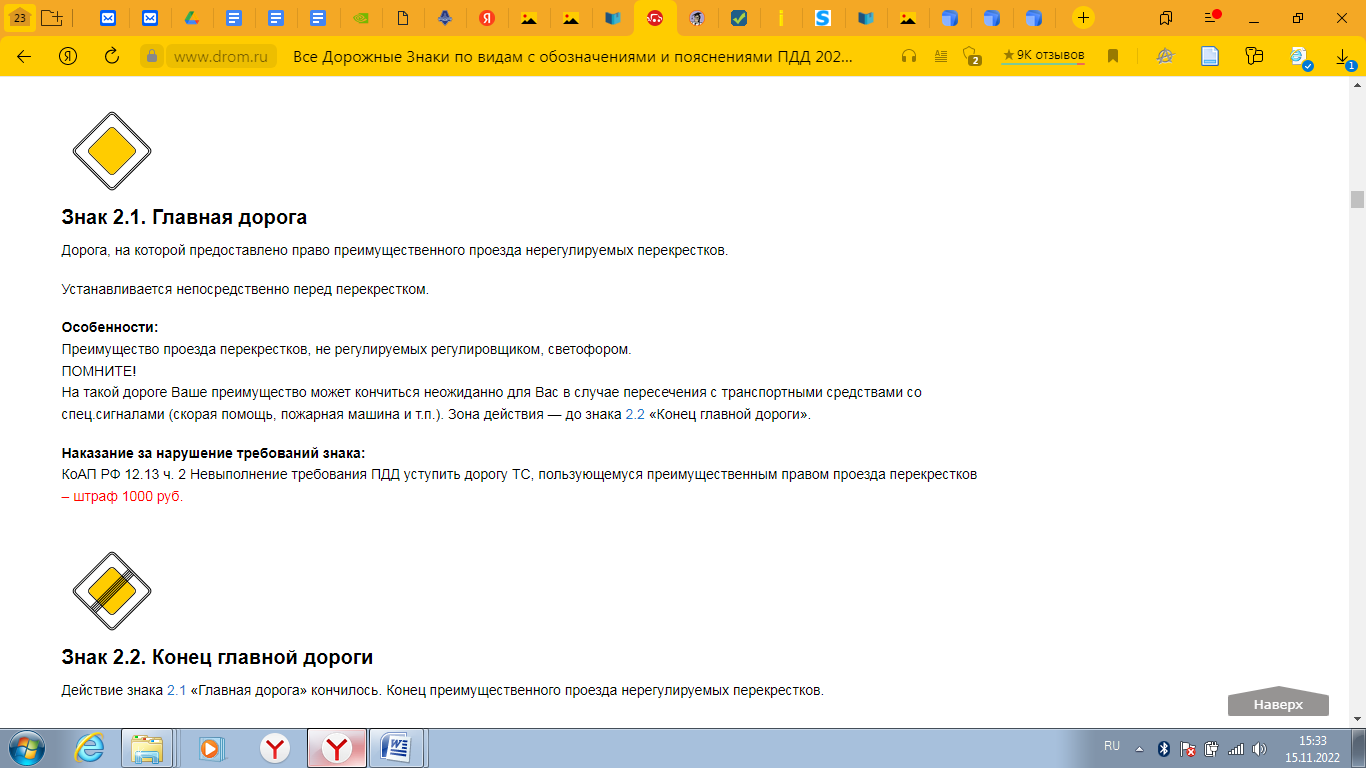 23
www.drom.ru Все Дорожные Знаки по видам с обозначениями и пояснениями ПДД 202... 2 ★ 9К отзывов 1
Знак 2.1. Главная дорога
Дорога, на которой предоставлено право преимущественного проезда нерегулируемых перекрестков.
Устанавливается непосредственно перед перекрестком.
Особенности:
Преимущество проезда перекрестков, не регулируемых регулировщиком, светофором.
ПОМНИТЕ!
На такой дороге Ваше преимущество может кончиться неожиданно для Вас в случае пересечения с транспортными средствами со
спец.сигналами (скорая помощь, пожарная машина и т.п.). Зона действия — до знака 2.2 «Конец главной дороги».
Наказание за нарушение требований знака:
КоАП РФ 12.13 ч. 2 Невыполнение требования ПДД уступить дорогу ТС, пользующемуся преимущественным правом проезда перекрестков
– штраф 1000 руб.
Знак 2.2. Конец главной дороги
Действие знака 2.1 «Главная дорога» кончилось. Конец преимущественного проезда нерегулируемых перекрестков.
Наверх
RU 15:33
15.11.2022